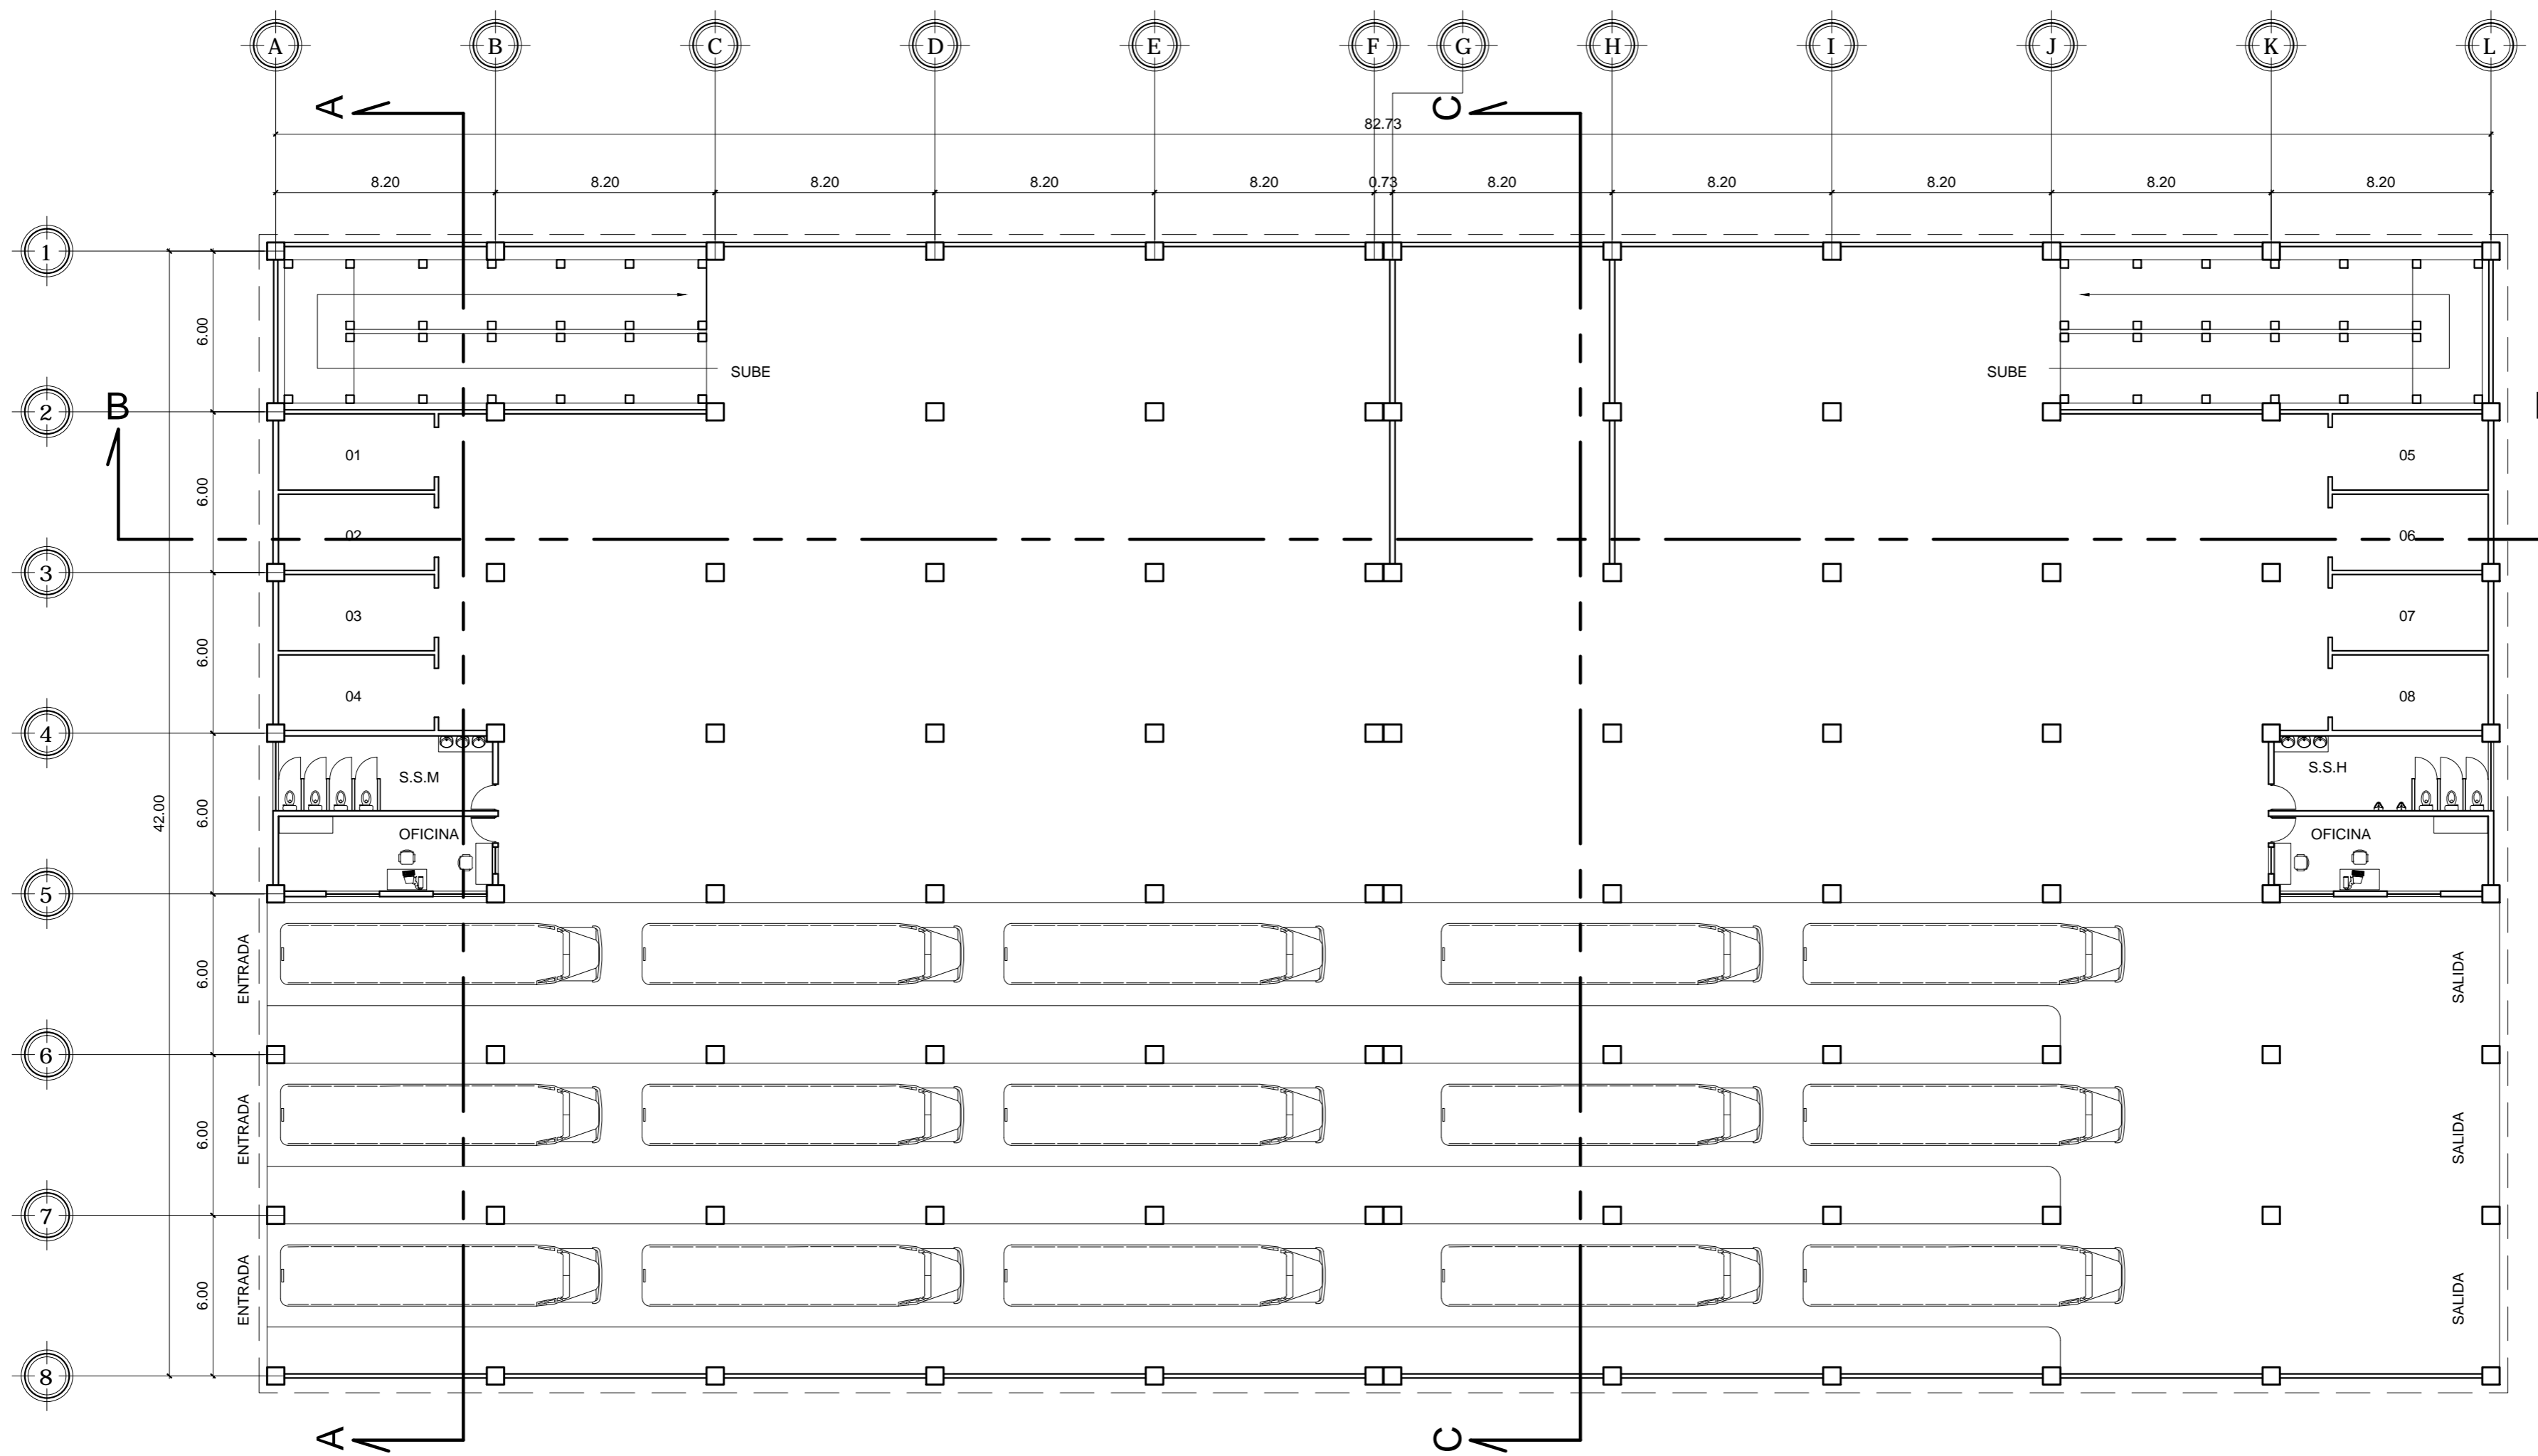 A B C D E F G H I J K L
A C
82.73
8.20 8.20 8.20 8.20 8.20 0.73 8.20 8.20 8.20 8.20 8.20
1
6.00
SUBE SUBE
2
B
01 05
6.00
02 06
3
03 07
6.00
04 08
4
S.S.M S.S.H
42.00
6.00
OFICINA OFICINA
5
ENTRADA SALIDA
6.00
6
ENTRADA SALIDA
6.00
7
ENTRADA SALIDA
6.00
8
A C